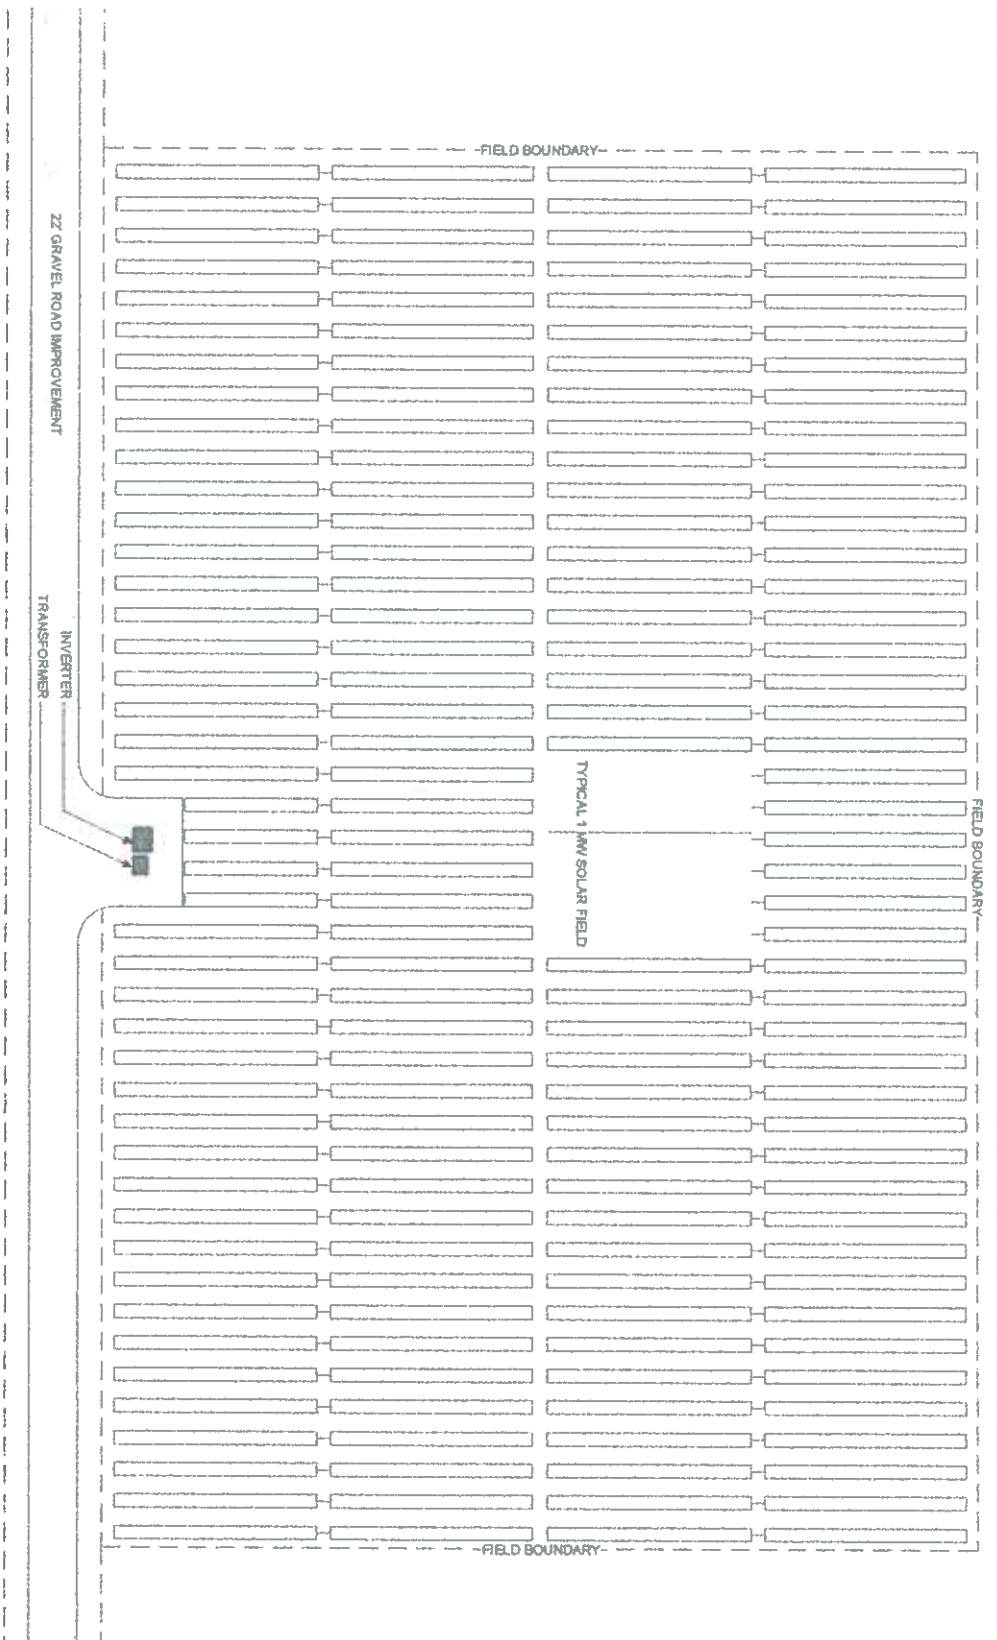 FIELD BOUNDARY
22' GRAVEL ROAD IMPROVEMENT
INVERTER
TRANSFORMER
TYPICAL 1 MW SOLAR FIELD
FIELD BOUNDARY
FIELD BOUNDARY